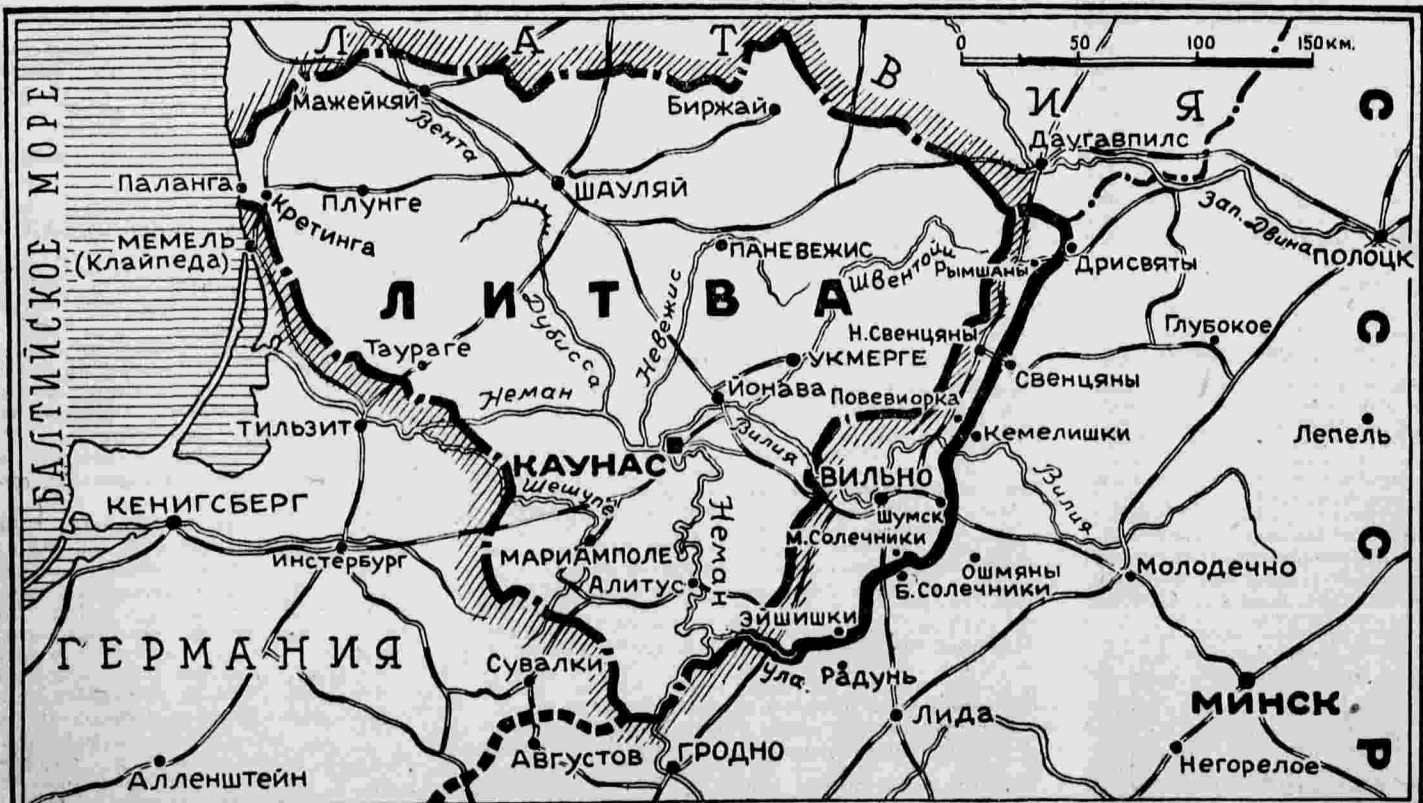 ЛАТВИЯ
0 50 100 150 км.
Мажейкяй
Вента
Биржай
Даугавпилс
Паланга
Кретинга
Плунге
ШАУЛЯЙ
Зап. Двина
ПОЛОЦК
МЕМЕЛЬ
(Клайпеда)
ПАНЕВЕЖИС
Швентойи
Рымшаны
Дрисвяты
БАЛТИЙСКОЕ МОРЕ
ЛИТВА
Дубисса
Невежис
Н.Свенцяны
Глубокое
Таураге
УКМЕРГЕ
Свенцяны
Неман
Йонава
Повевиорка
ТИЛЬЗИТ
Вилия
Кемелишки
Лепель
КАУНАС
ВИЛЬНО
КЕНИГСБЕРГ
Шешупе
Неман
Шумск
Вилия
Инстербург
МАРИАМПОЛЕ
М.Солечники
Ошмяны
Молодечно
Алитус
Б.Солечники
Эйшишки
ГЕРМАНИЯ
Сувалки
Ула
Радунь
МИНСК
Лида
Августов
ГРОДНО
Негорелое
Алленштейн
СССР